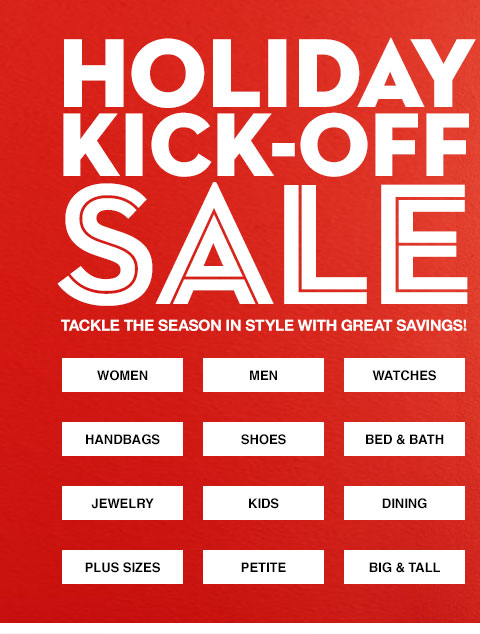 HOLIDAY
KICK-OFF
SALE
TACKLE THE SEASON IN STYLE WITH GREAT SAVINGS!
WOMEN
MEN
WATCHES
HANDBAGS
SHOES
BED & BATH
JEWELRY
KIDS
DINING
PLUS SIZES
PETITE
BIG & TALL